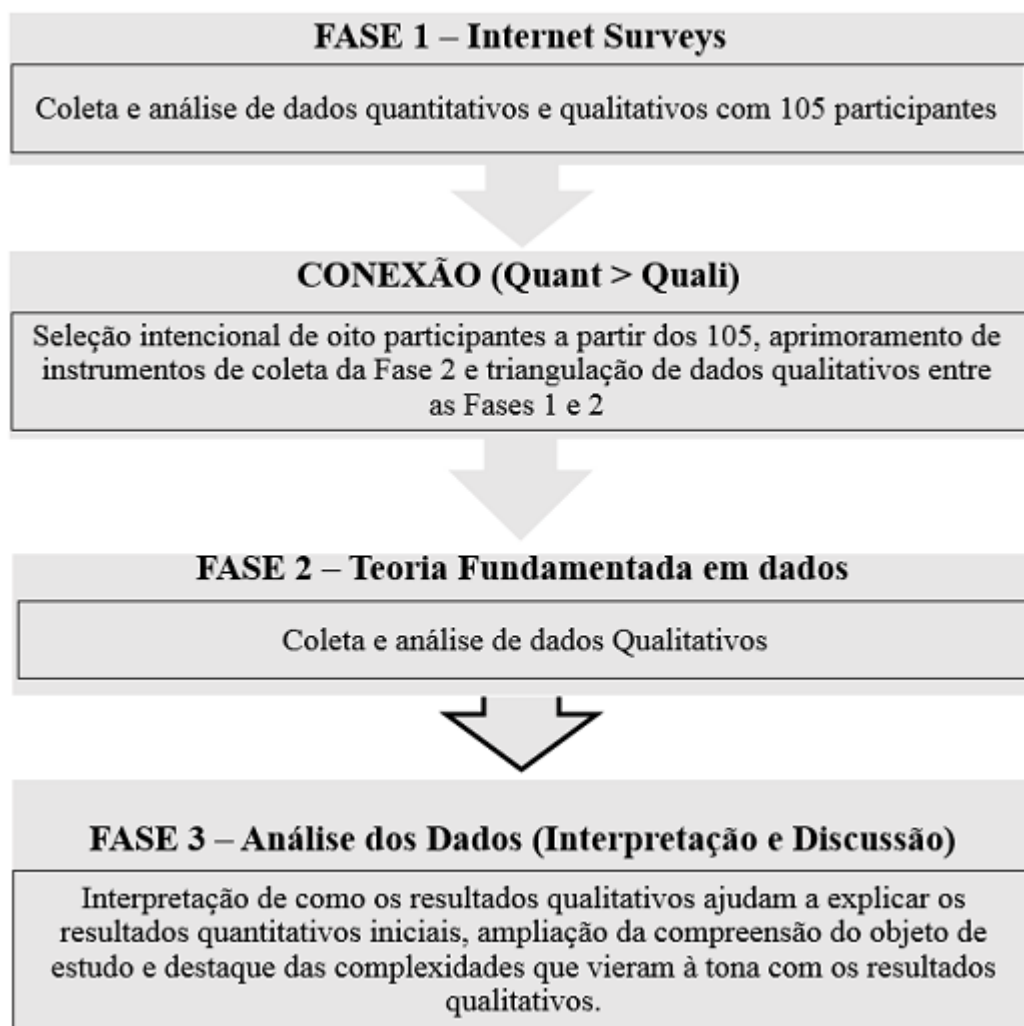 FASE 1 – Internet Surveys
Coleta e análise de dados quantitativos e qualitativos com 105 participantes
CONEXÃO (Quant > Quali)
Seleção intencional de oito participantes a partir dos 105, aprimoramento de
instrumentos de coleta da Fase 2 e triangulação de dados qualitativos entre
as Fases 1 e 2
FASE 2 – Teoria Fundamentada em dados
Coleta e análise de dados Qualitativos
FASE 3 – Análise dos Dados (Interpretação e Discussão)
Interpretação de como os resultados qualitativos ajudam a explicar os
resultados quantitativos iniciais, ampliação da compreensão do objeto de
estudo e destaque das complexidades que vieram à tona com os resultados
qualitativos.